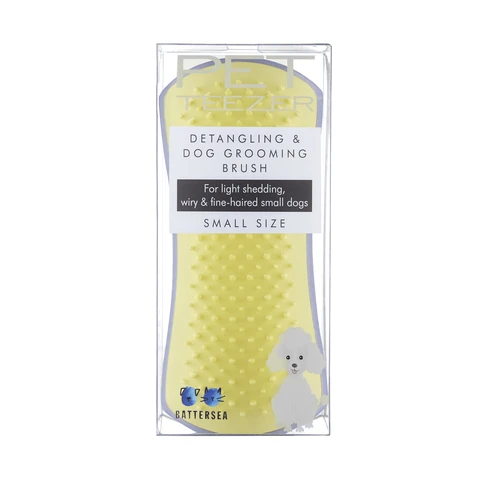 PET
TEEZER
DETANGLING &
DOG GROOMING
BRUSH
For light shedding,
wiry & fine-haired small dogs
SMALL SIZE
BATTERSEA